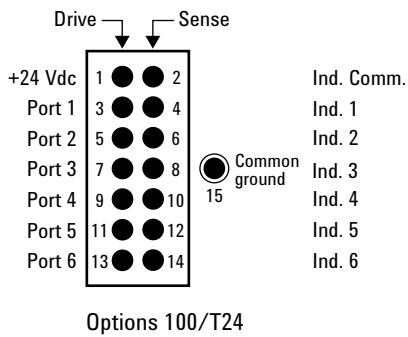 Drive Sense
+24 Vdc 1 2 Ind. Comm.
Port 1 3 4 Ind. 1
Port 2 5 6 Ind. 2
Port 3 7 8 Common ground Ind. 3
Port 4 9 10 15 Ind. 4
Port 5 11 12 Ind. 5
Port 6 13 14 Ind. 6
Options 100/T24